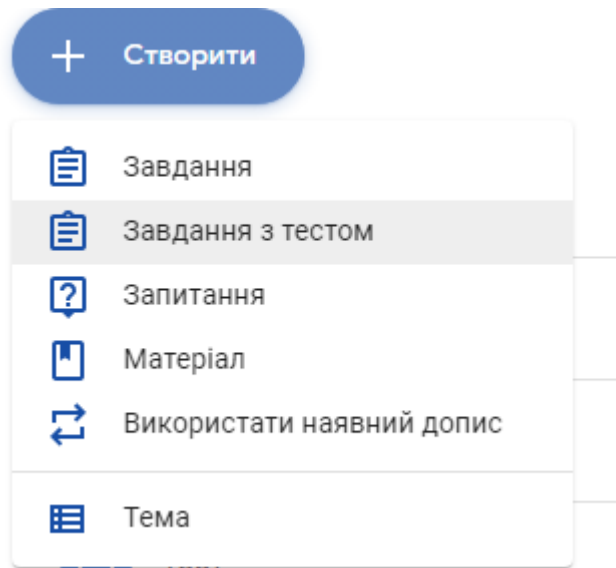 Створити
Завдання
Завдання з тестом
Запитання
Матеріал
Використати наявний допис
Тема